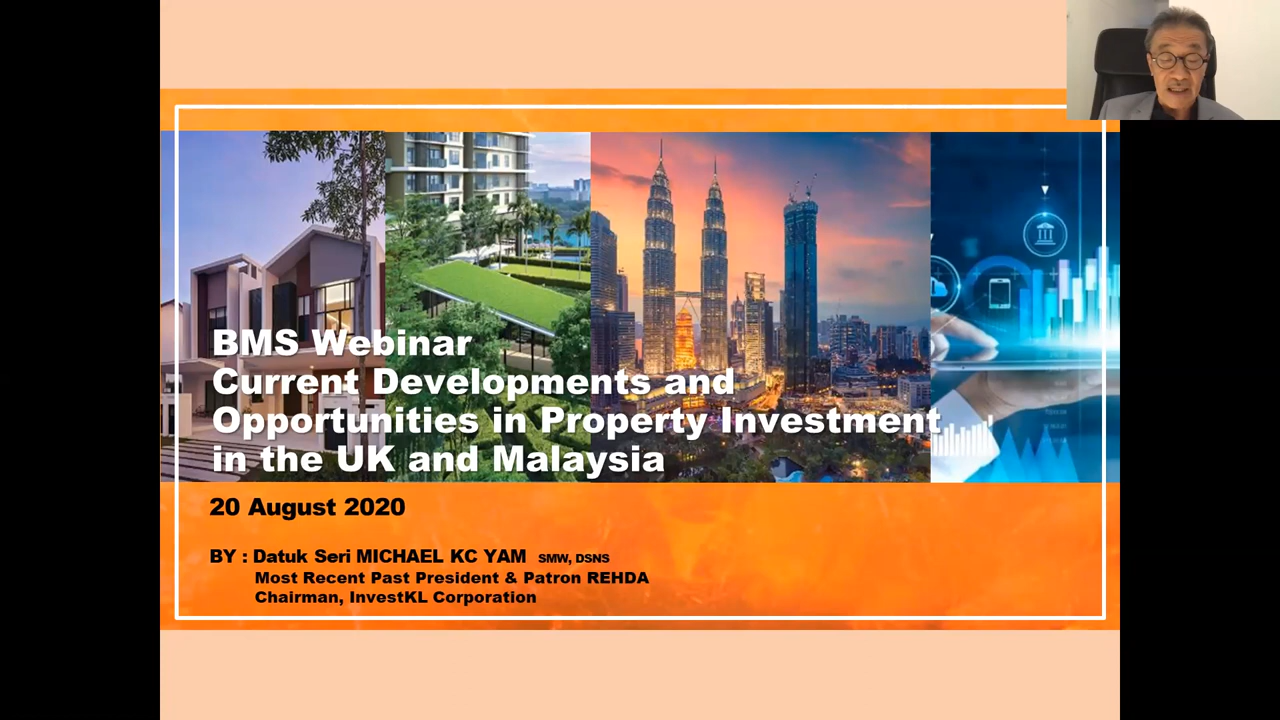 BMS Webinar
Current Developments and
Opportunities in Property Investment
in the UK and Malaysia
20 August 2020
BY : Datuk Seri MICHAEL KC YAM SMW, DSNS
Most Recent Past President & Patron REHDA
Chairman, InvestKL Corporation